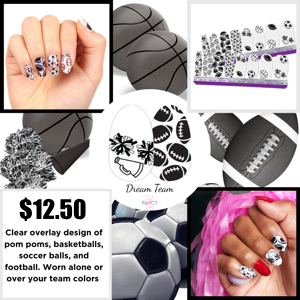 Dream Team
FANCY
$12.50
Clear overlay design of
pom poms, basketballs,
soccer balls, and
football. Worn alone or
over your team colors